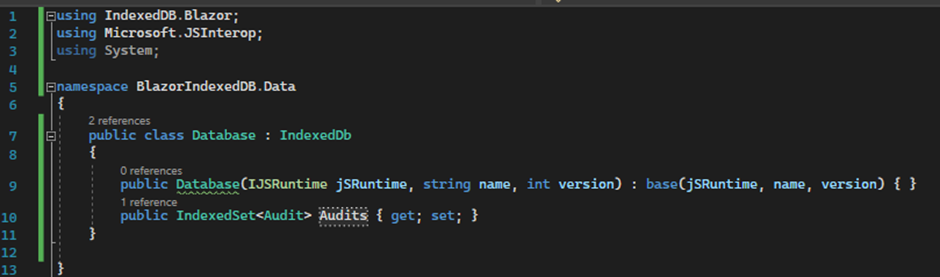 1 using IndexedDB.Blazor;
2 using Microsoft.JSInterop;
3 using System;
4
5 namespace BlazorIndexedDB.Data
6 {
2 references
7 public class Database : IndexedDb
8 {
0 references
9 public Database(IJSRuntime jSRuntime, string name, int version) : base(jSRuntime, name, version) { }
1 reference
10 public IndexedSet<Audit> Audits { get; set; }
11 }
12
13 }